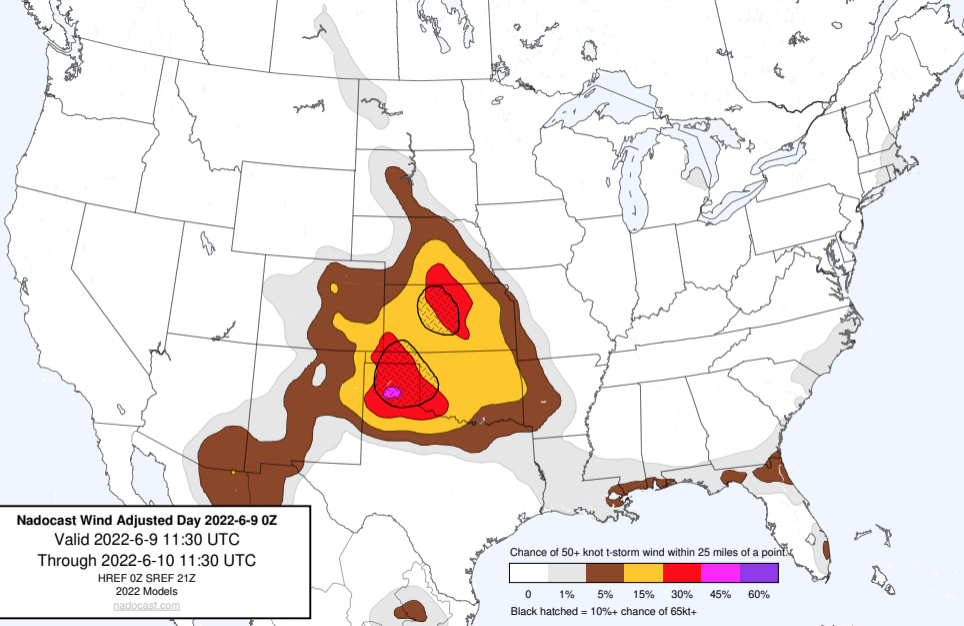 Nadocast Wind Adjusted Day 2022-6-9 0Z
Valid 2022-6-9 11:30 UTC
Through 2022-6-10 11:30 UTC
HREF 0Z SREF 21Z
2022 Models
nadocast.com
Chance of 50+ knot t-storm wind within 25 miles of a point.
0 1% 5% 15% 30% 45% 60%
Black hatched = 10%+ chance of 65kt+